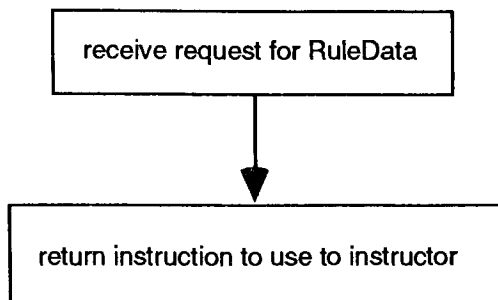 receive request for RuleData
return instruction to use to instructor